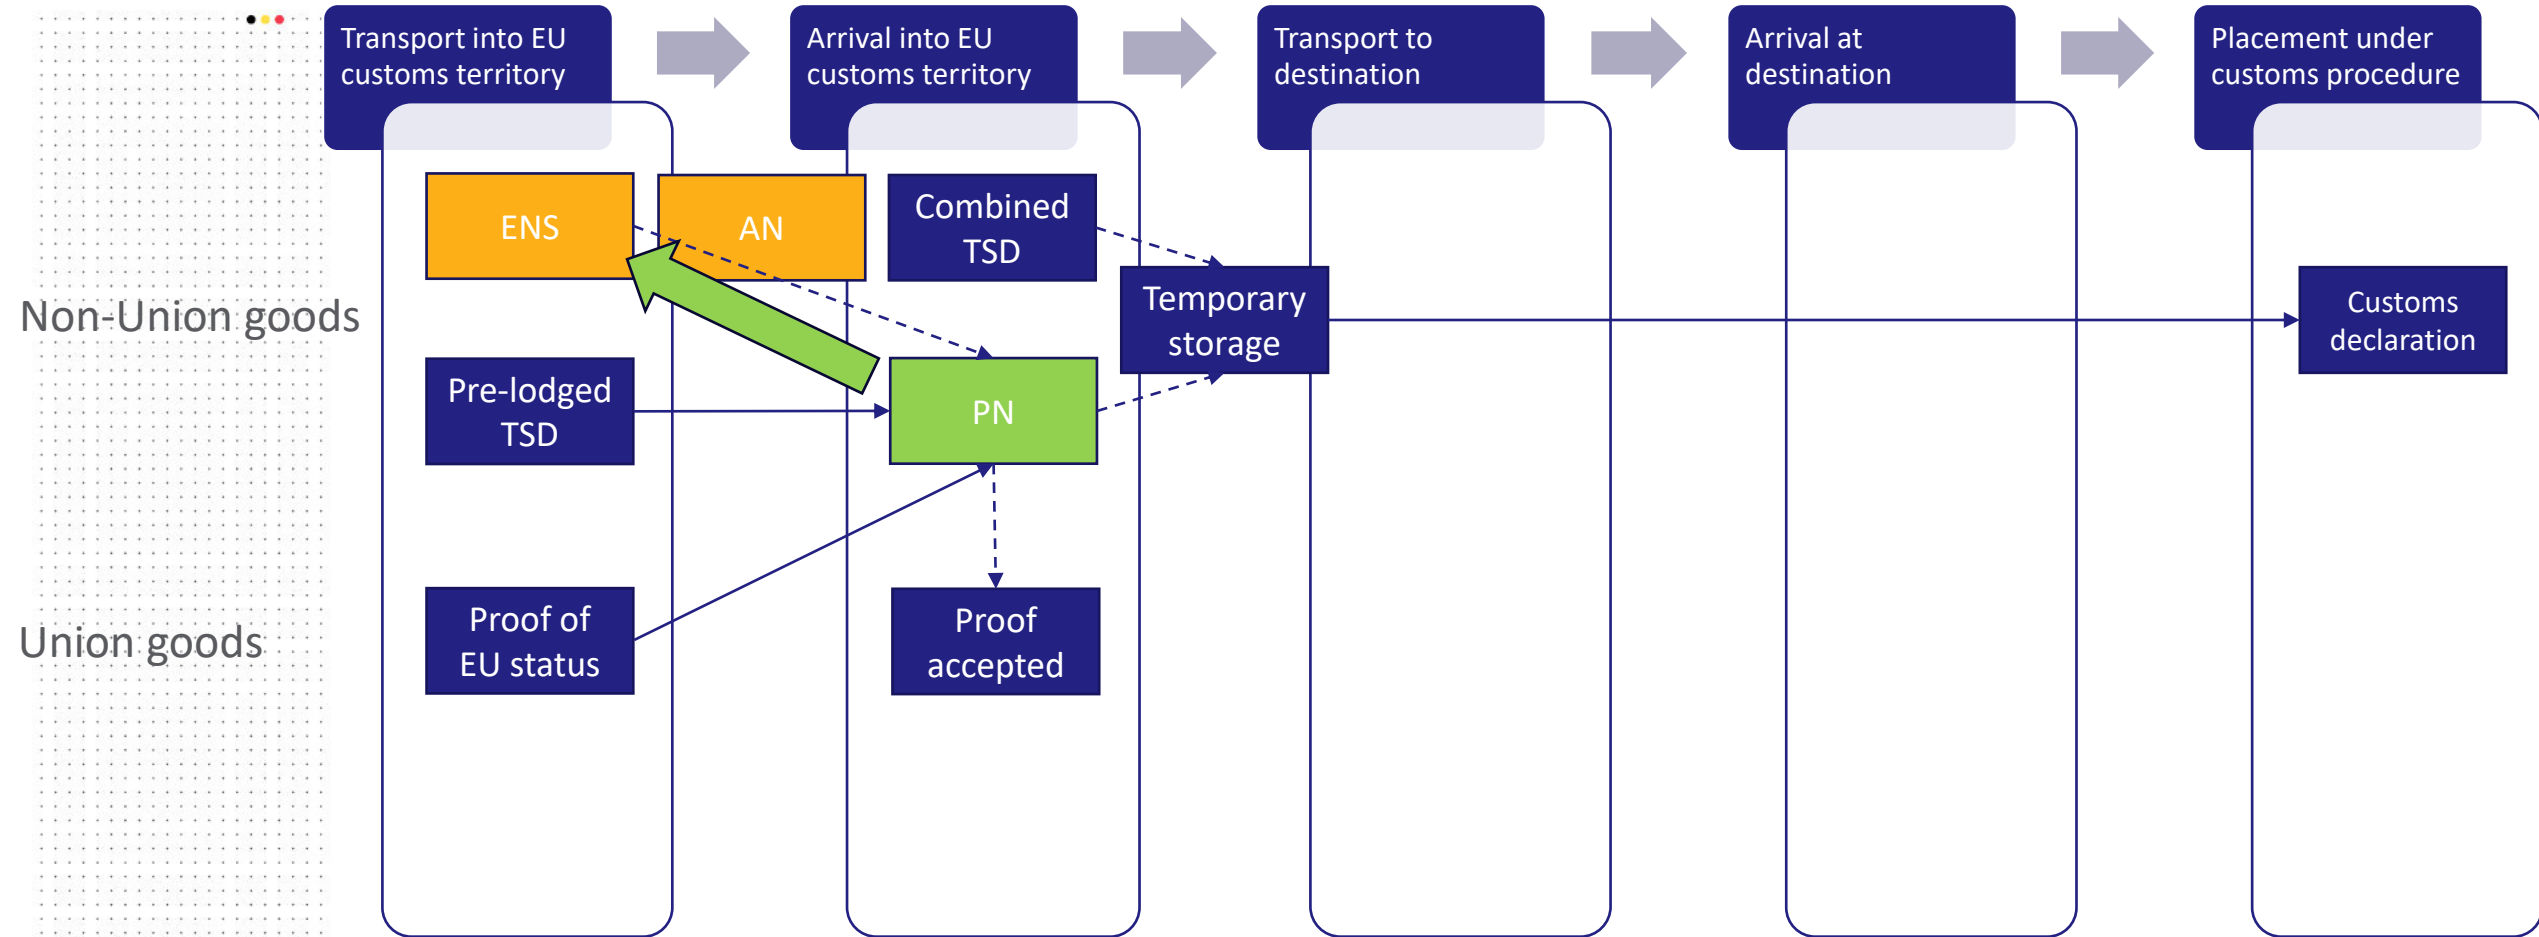 Transport into EU
customs territory
Arrival into EU
customs territory
Transport to
destination
Arrival at
destination
Placement under
customs procedure
ENS
AN
Combined
TSD
Non-Union goods
Temporary
storage
Customs
declaration
Pre-lodged
TSD
PN
Union goods
Proof of
EU status
Proof
accepted